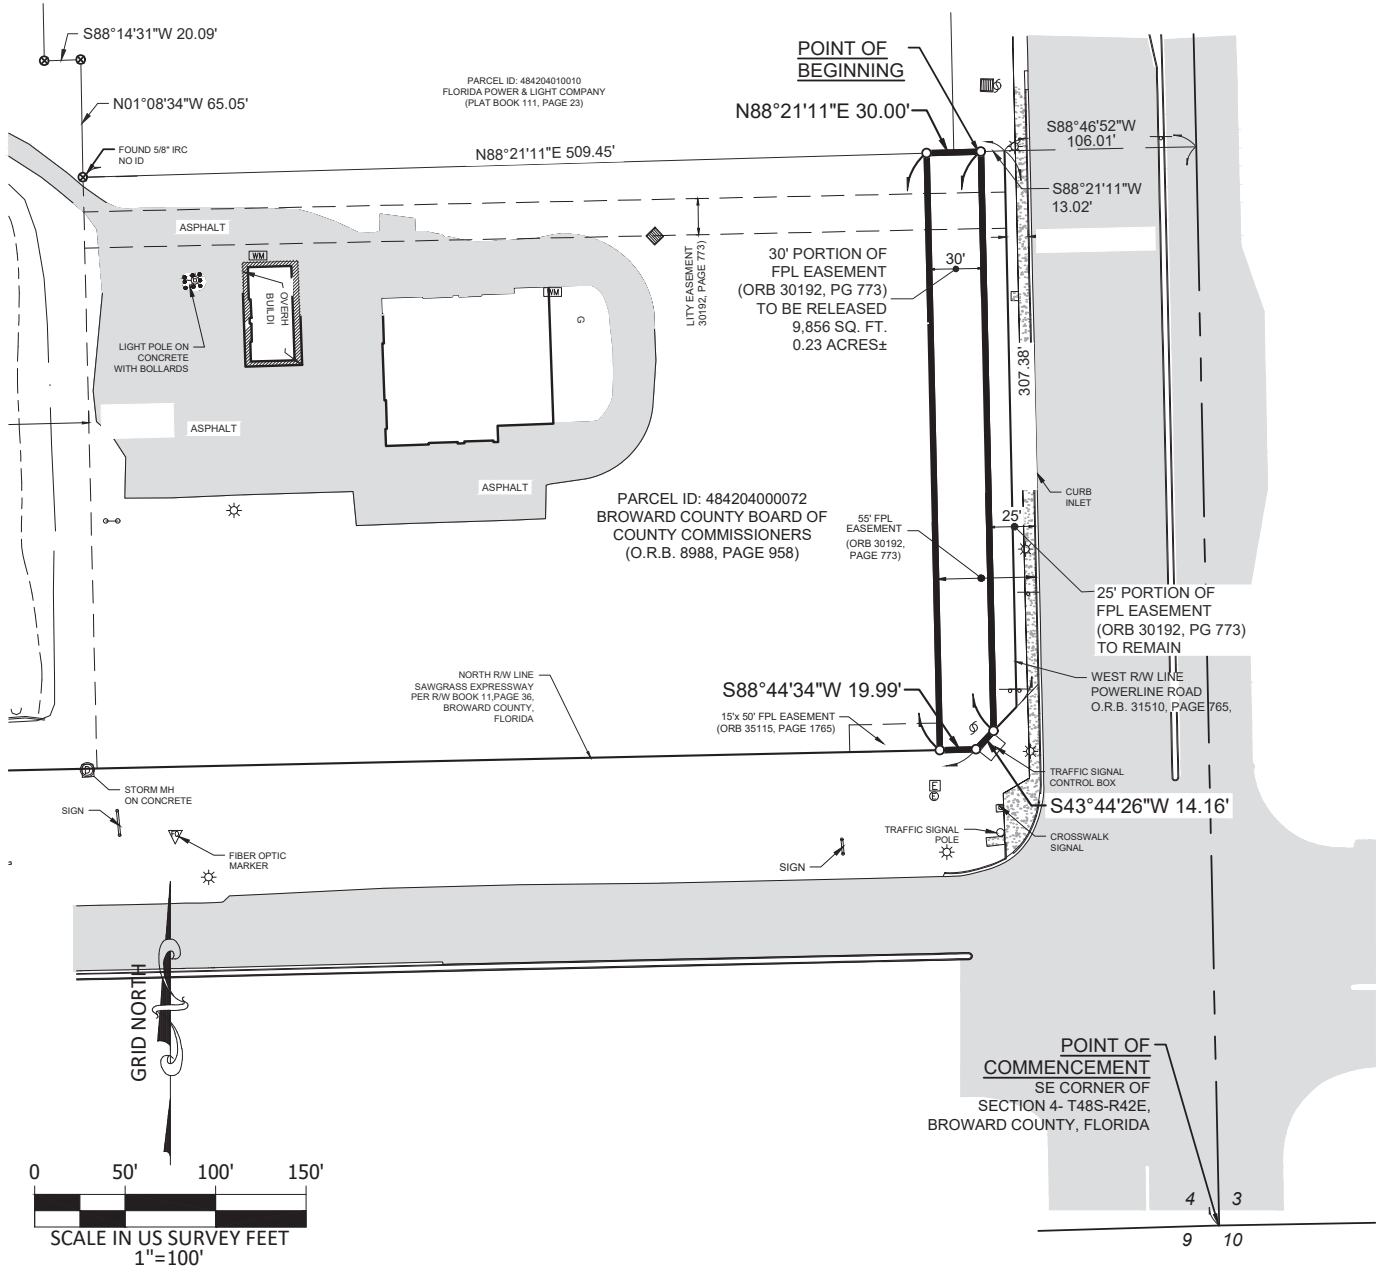 S88°14'31"W 20.09'
N01°08'34"W 65.05'
FOUND 5/8" IRC
NO ID
PARCEL ID: 484204010010
FLORIDA POWER & LIGHT COMPANY
(PLAT BOOK 111, PAGE 23)
POINT OF
BEGINNING
N88°21'11"E 30.00'
N88°21'11"E 509.45'
S88°46'52"W
106.01'
S88°21'11"W
13.02'
ASPHALT
WM
OVERH
BUILDI
LIGHT POLE ON
CONCRETE
WITH BOLLARDS
WM
G
LITY EASEMENT
30192, PAGE 773)
30' PORTION OF
FPL EASEMENT
(ORB 30192, PG 773)
TO BE RELEASED
9,856 SQ. FT.
0.23 ACRES±
30'
307.38'
ASPHALT
ASPHALT
PARCEL ID: 484204000072
BROWARD COUNTY BOARD OF
COUNTY COMMISSIONERS
(O.R.B. 8988, PAGE 958)
55' FPL
EASEMENT
(ORB 30192,
PAGE 773)
25'
CURB
INLET
25' PORTION OF
FPL EASEMENT
(ORB 30192, PG 773)
TO REMAIN
WEST R/W LINE
POWERLINE ROAD
O.R.B. 31510, PAGE 765,
NORTH R/W LINE
SAWGRASS EXPRESSWAY
PER R/W BOOK 11,PAGE 36,
BROWARD COUNTY,
FLORIDA
S88°44'34"W 19.99'
15'x 50' FPL EASEMENT
(ORB 35115, PAGE 1765)
D
STORM MH
ON CONCRETE
SIGN
FO
FIBER OPTIC
MARKER
E
E
TRAFFIC SIGNAL
CONTROL BOX
S43°44'26"W 14.16'
TRAFFIC SIGNAL
POLE
CROSSWALK
SIGNAL
SIGN
GRID NORTH
POINT OF
COMMENCEMENT
SE CORNER OF
SECTION 4- T48S-R42E,
BROWARD COUNTY, FLORIDA
0 50' 100' 150'
SCALE IN US SURVEY FEET
1"=100'
4 3
9 10